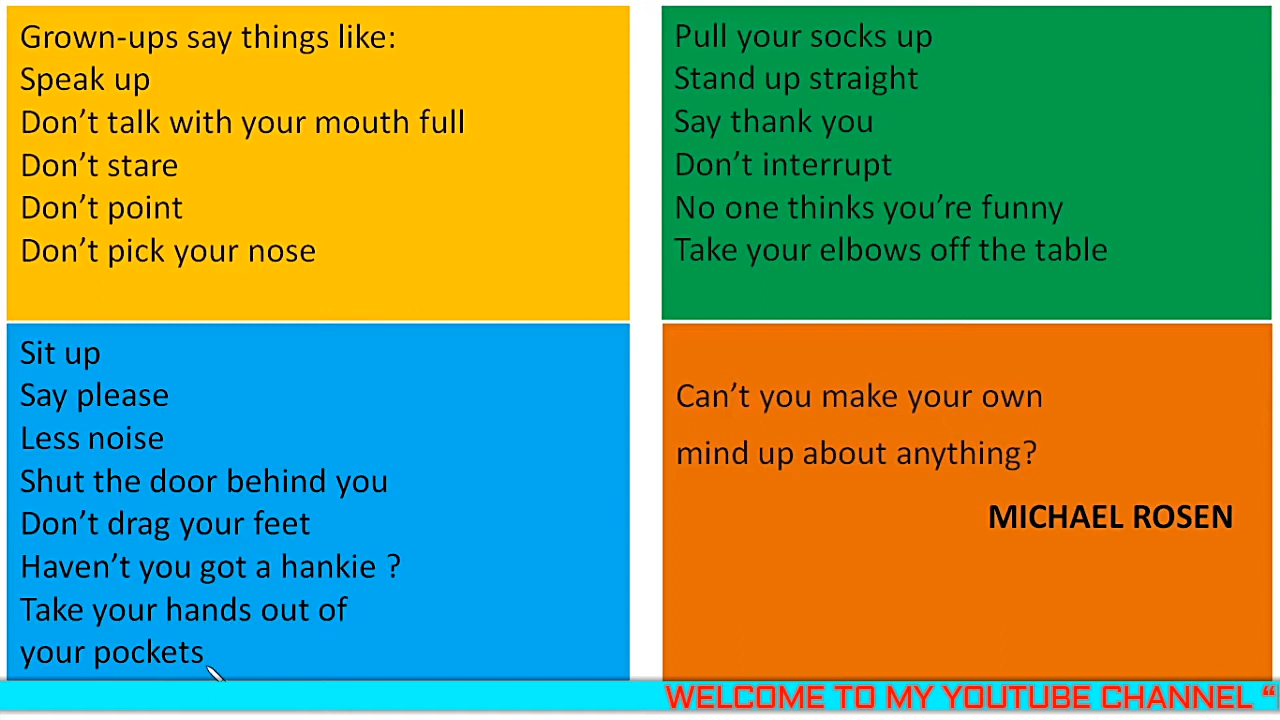 Grown-ups say things like:
Speak up
Don't talk with your mouth full
Don't stare
Don't point
Don't pick your nose
Sit up
Say please
Less noise
Shut the door behind you
Don't drag your feet
Haven't you got a hankie ?
Take your hands out of
your pockets
Pull your socks up
Stand up straight
Say thank you
Don't interrupt
No one thinks you're funny
Take your elbows off the table
Can't you make your own
mind up about anything?
MICHAEL ROSEN
WELCOME TO MY YOUTUBE CHANNEL “